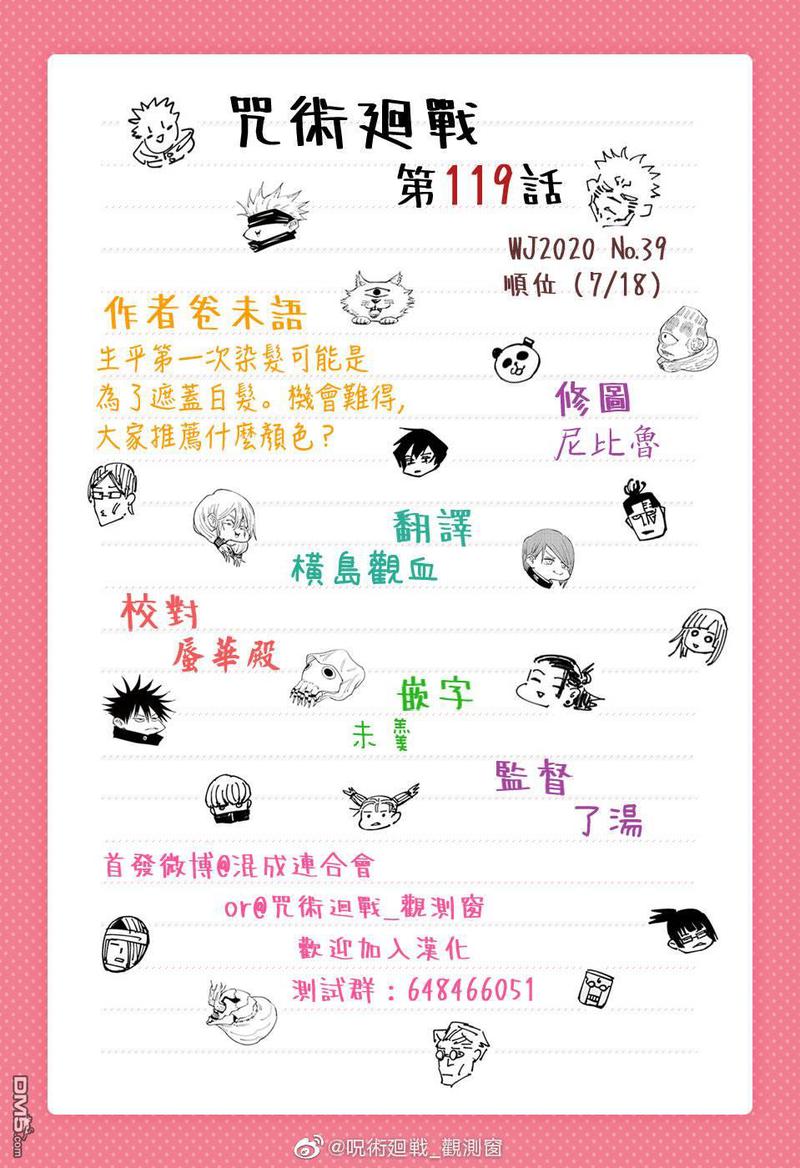 咒術廻戰
第119話
WJ2020 No.39
順位 (7/18)
作者卷末語
生平第一次染髮可能是
為了遮蓋白髮。機會難得,
大家推薦什麼顏色?
修圖
尼比魯
翻譯
橫島觀血
校對
蜃華殿
嵌字
未羹
監督
了湯
首發微博@混成連合會
or@咒術迴戰_觀測窗
歡迎加入漢化
測試群：648466051
DM5.com
@呪術廻戦_觀測窗